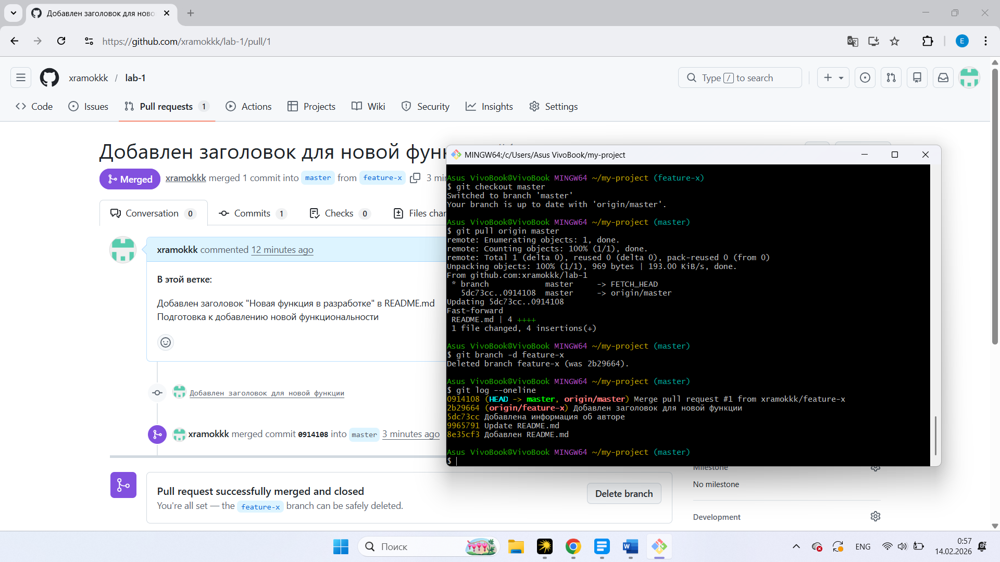 Добавлен заголовок для ново
https://github.com/xramokkk/lab-1/pull/1
E
xramokkk / lab-1
Type / to search
Code Issues Pull requests 1 Actions Projects Wiki Security Insights Settings
Добавлен заголовок для новой фун
Merged xramokkk merged 1 commit into master from feature-x 3 mi
Conversation 0 Commits 1 Checks 0 Files char
xramokkk commented 12 minutes ago
В этой ветке:
Добавлен заголовок "Новая функция в разработке" в README.md
Подготовка к добавлению новой функциональности
Добавлен заголовок для новой функции
xramokkk merged commit 0914108 into master 3 minutes ago
Pull request successfully merged and closed
You're all set — the feature-x branch can be safely deleted.
Delete branch
MINGW64:/c/Users/Asus VivoBook/my-project
Asus VivoBook@VivoBook MINGW64 ~/my-project (feature-x)
$ git checkout master
Switched to branch 'master'
Your branch is up to date with 'origin/master'.
Asus VivoBook@VivoBook MINGW64 ~/my-project (master)
$ git pull origin master
remote: Enumerating objects: 1, done.
remote: Counting objects: 100% (1/1), done.
remote: Total 1 (delta 0), reused 0 (delta 0), pack-reused 0 (from 0)
Unpacking objects: 100% (1/1), 969 bytes | 193.00 KiB/s, done.
From github.com:xramokkk/lab-1
* branch master -> FETCH_HEAD
5dc73cc..0914108 master -> origin/master
Updating 5dc73cc..0914108
Fast-forward
README.md | 4 ++++
1 file changed, 4 insertions(+)
Asus VivoBook@VivoBook MINGW64 ~/my-project (master)
$ git branch -d feature-x
Deleted branch feature-x (was 2b29664).
Asus VivoBook@VivoBook MINGW64 ~/my-project (master)
$ git log --oneline
0914108 (HEAD -> master, origin/master) Merge pull request #1 from xramokkk/feature-x
2b29664 (origin/feature-x) Добавлен заголовок для новой функции
5dc73cc Добавлена информация об авторе
9965791 Update README.md
8e35cf3 Добавлен README.md
Asus VivoBook@VivoBook MINGW64 ~/my-project (master)
$
Milestone
No milestone
Development
Поиск
ENG
0:57
14.02.2026